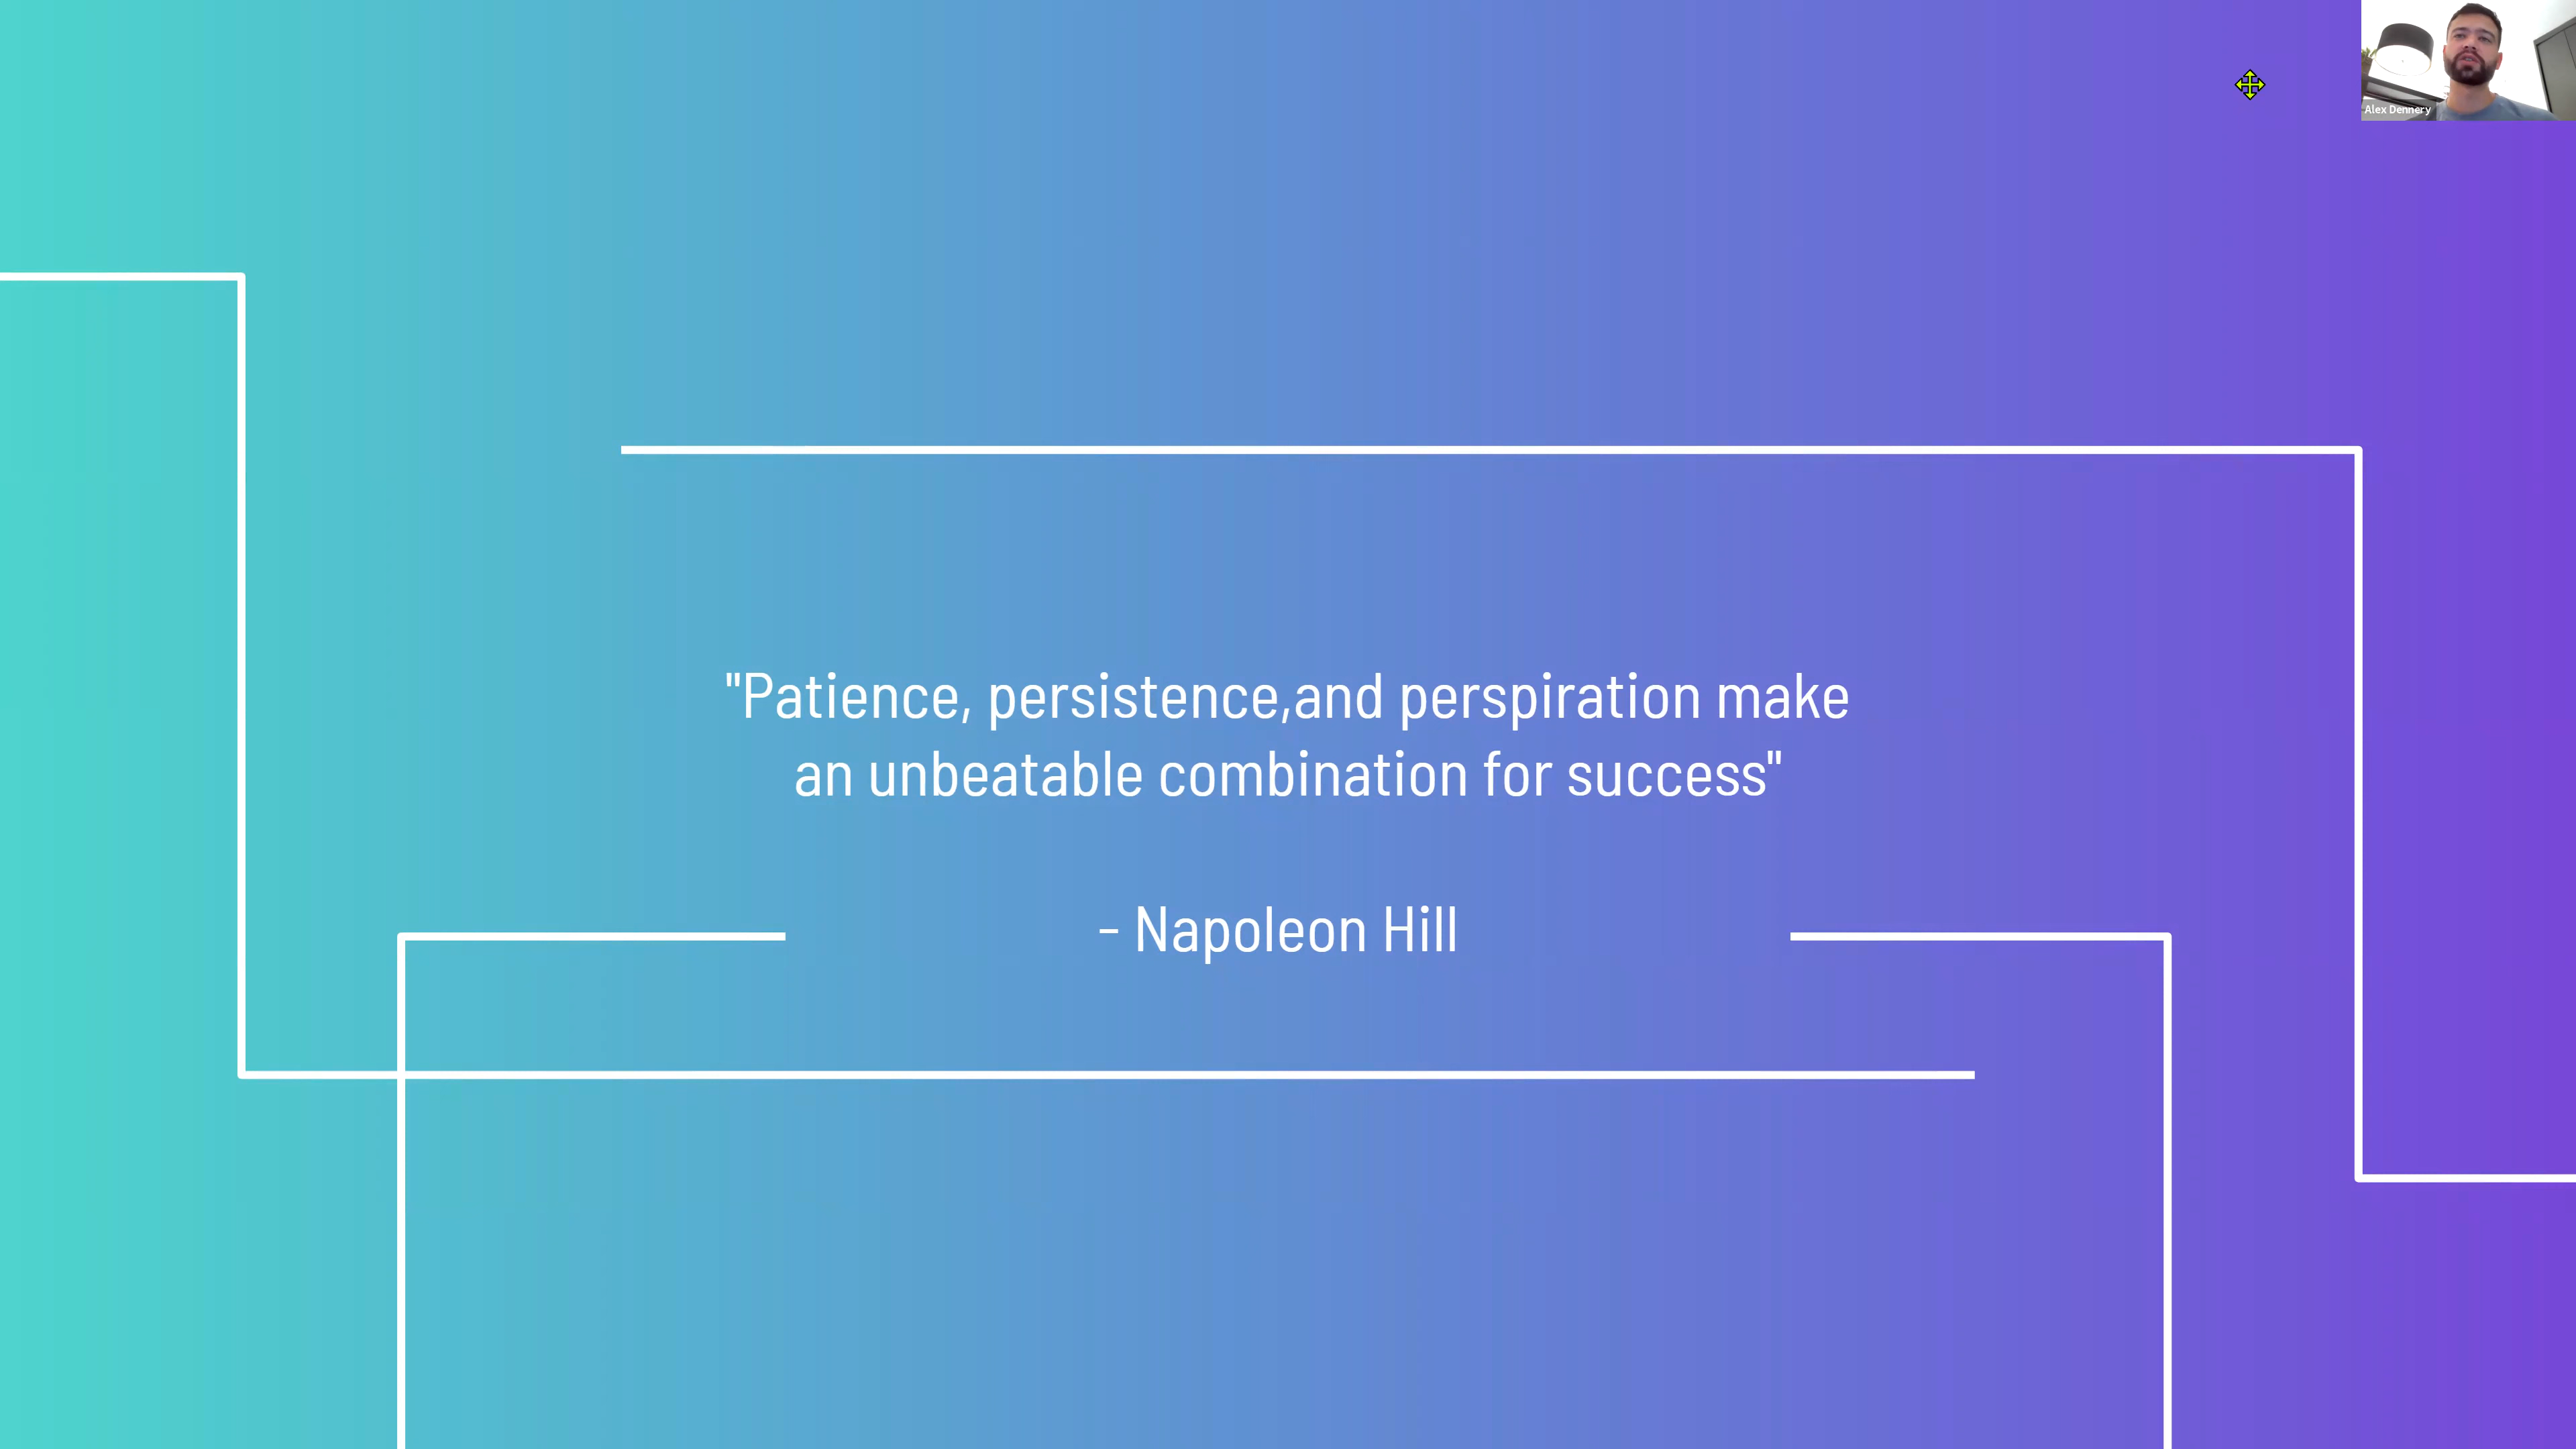 Alex Dennery
"Patience, persistence,and perspiration make
an unbeatable combination for success"
- Napoleon Hill